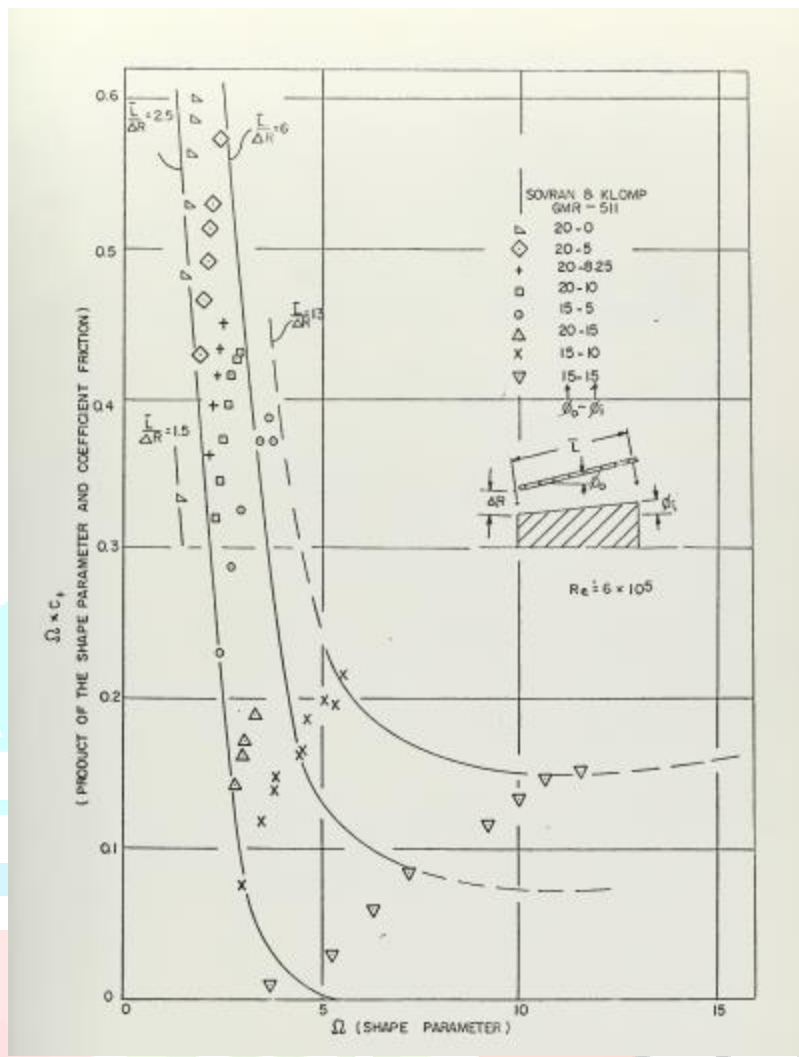 0.6
0.5
0.4
0.3
0.2
0.1
0
0
5
10
15
Ω × C
( PRODUCT OF THE SHAPE PARAMETER AND COEFFICIENT FRICTION)
Ω (SHAPE PARAMETER)
L̄/ΔR = 2.5
L̄/ΔR = 6
L̄/ΔR = 13
L̄/ΔR = 1.5
SOVRAN & KLOMP
GMR - 511
20-0
20-5
20-8.25
20-10
15-5
20-15
15-10
15-15
ϕo - ϕi
L̄
ϕo
ΔR
ϕi
Re = 6 × 10⁵